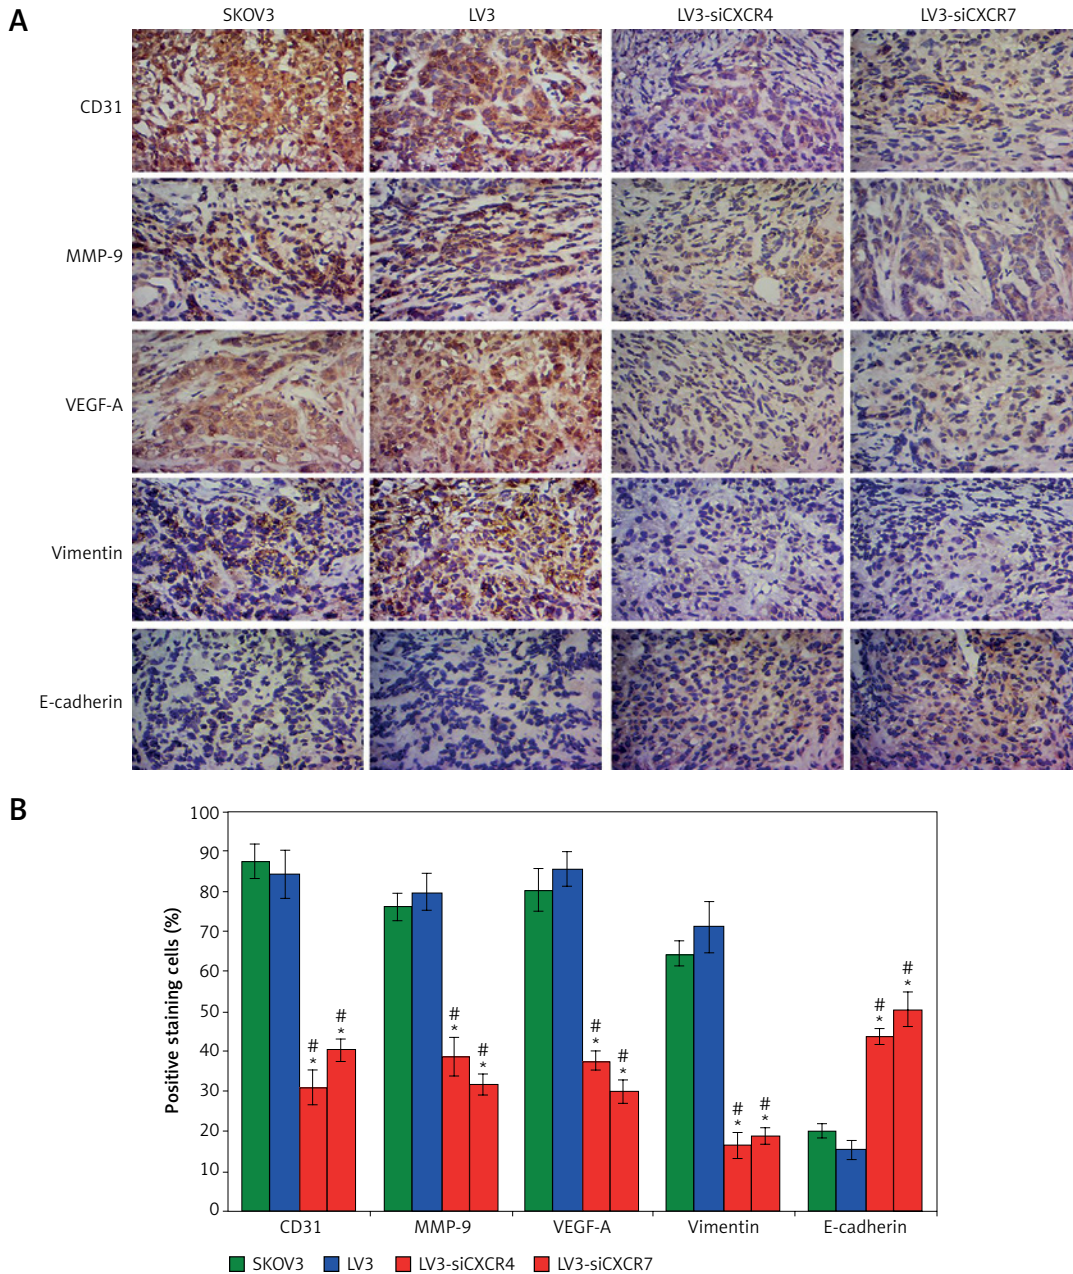 A
SKOV3 LV3 LV3-siCXCR4 LV3-siCXCR7
CD31
MMP-9
VEGF-A
Vimentin
E-cadherin
B
Positive staining cells (%)
100
90
80
70
60
50
40
30
20
10
0
# # # # # # # # # #
* * * * * * * * * *
CD31 MMP-9 VEGF-A Vimentin E-cadherin
SKOV3 LV3 LV3-siCXCR4 LV3-siCXCR7